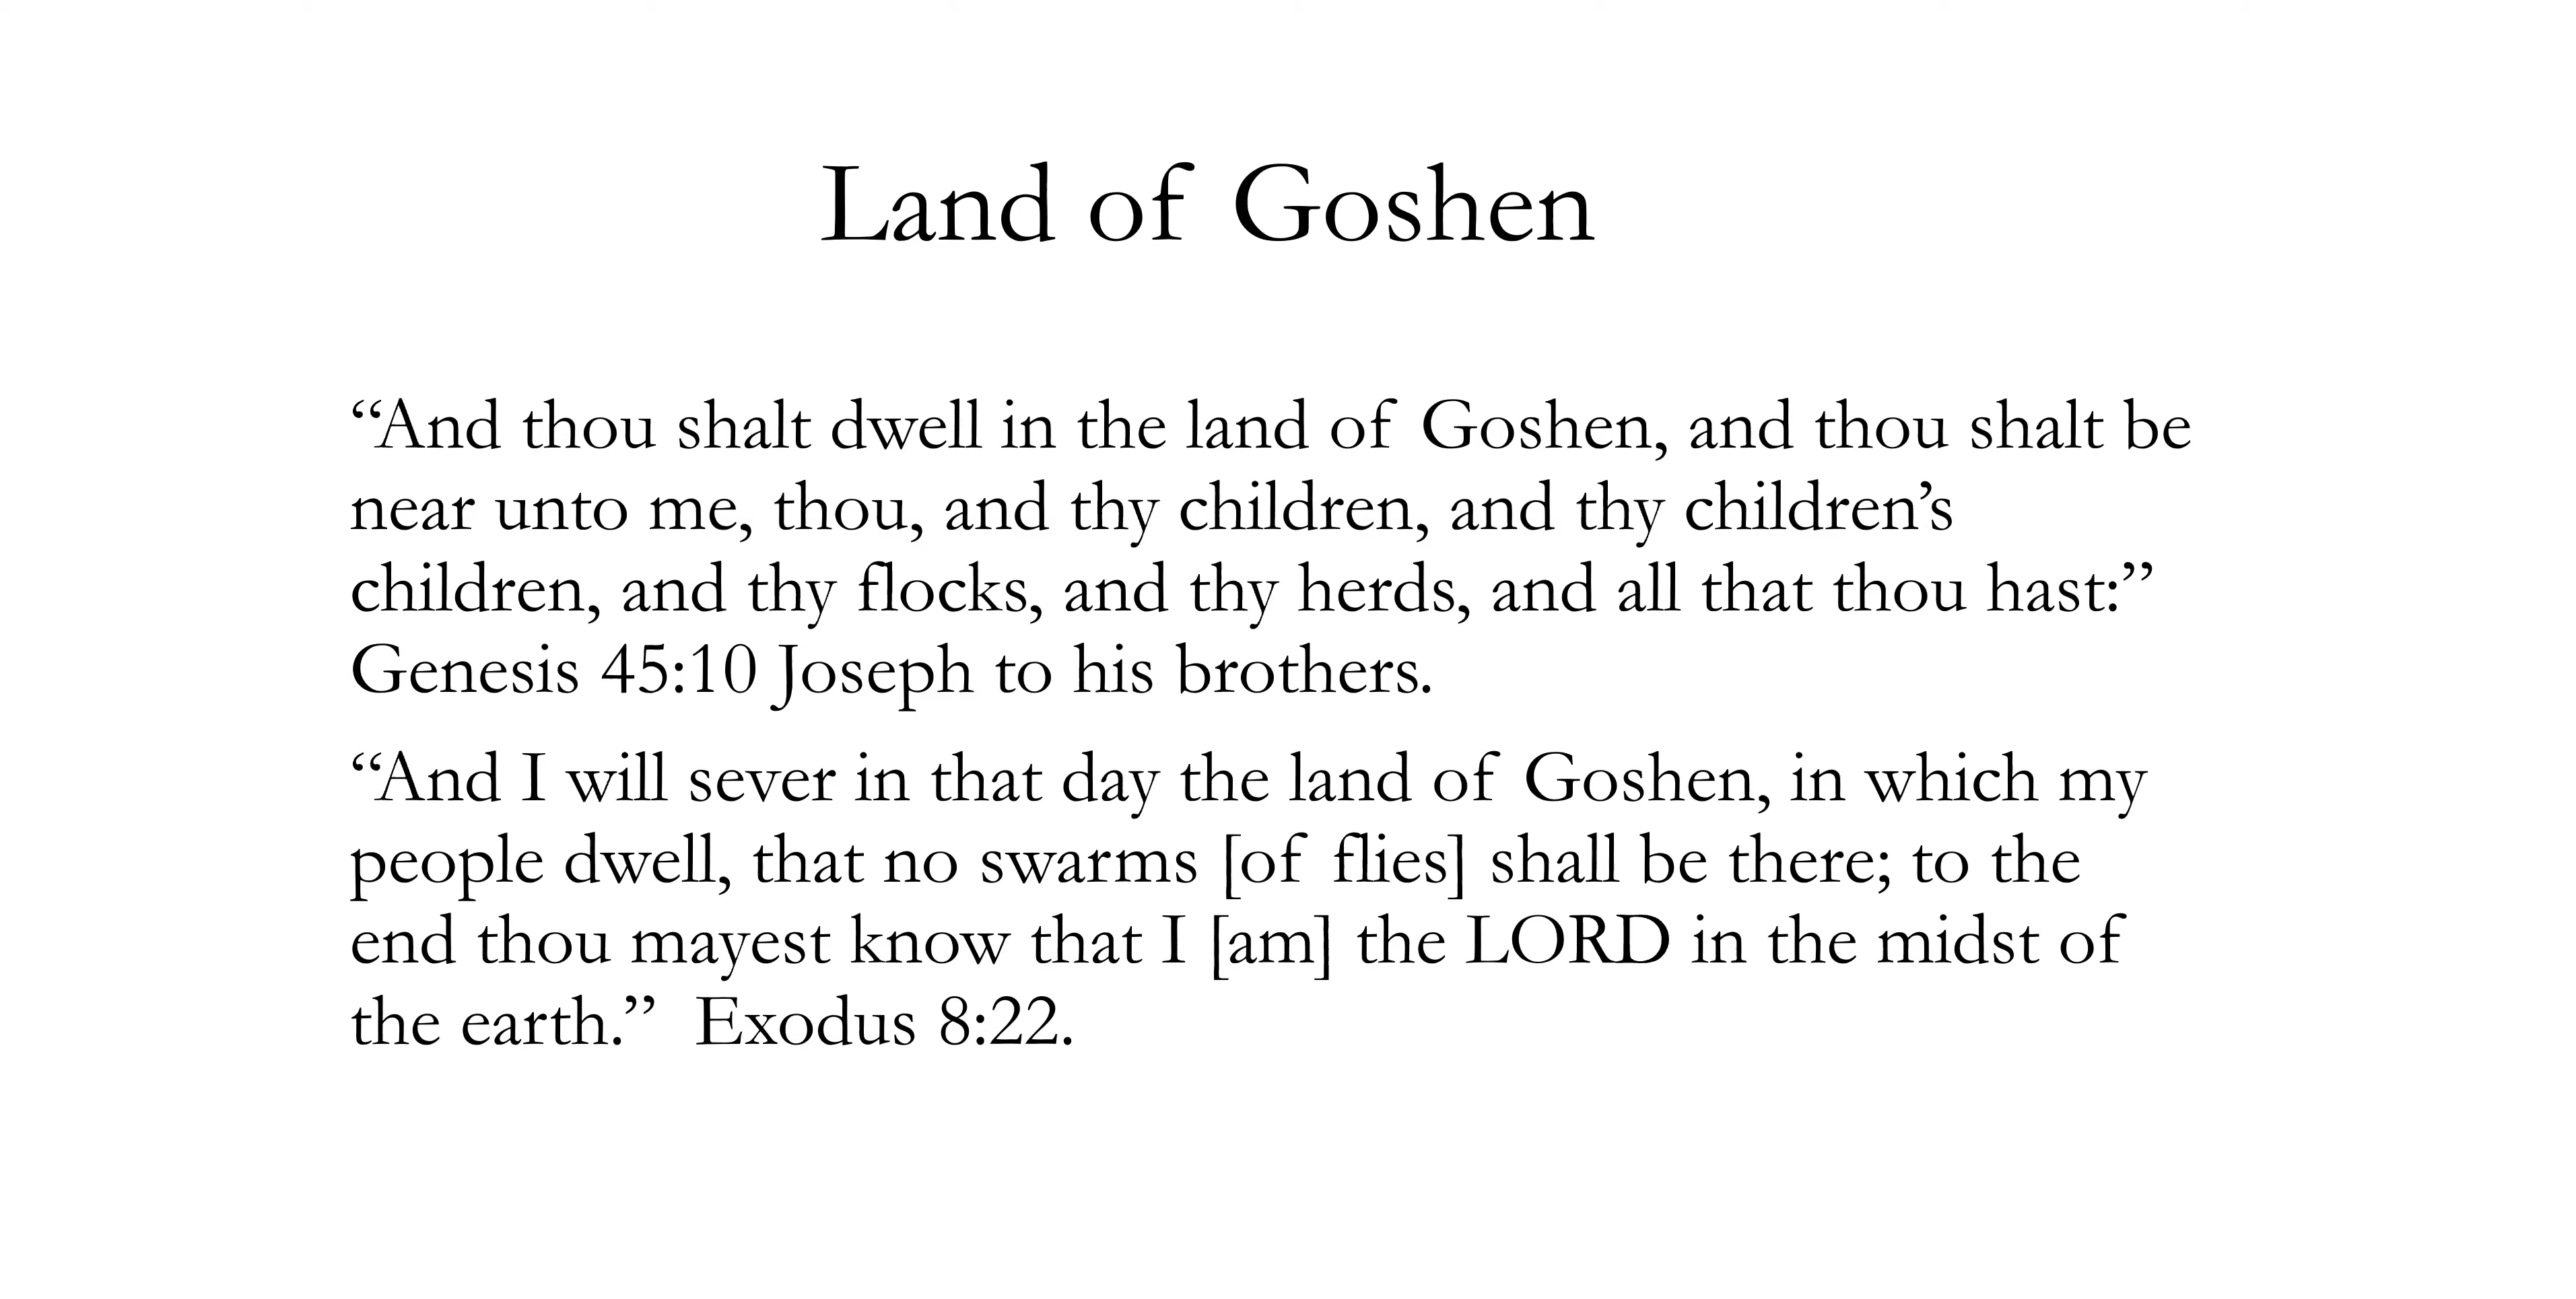 Land of Goshen
“And thou shalt dwell in the land of Goshen, and thou shalt be
near unto me, thou, and thy children, and thy children’s
children, and thy flocks, and thy herds, and all that thou hast:”
Genesis 45:10 Joseph to his brothers.
“And I will sever in that day the land of Goshen, in which my
people dwell, that no swarms [of flies] shall be there; to the
end thou mayest know that I [am] the LORD in the midst of
the earth.”  Exodus 8:22.